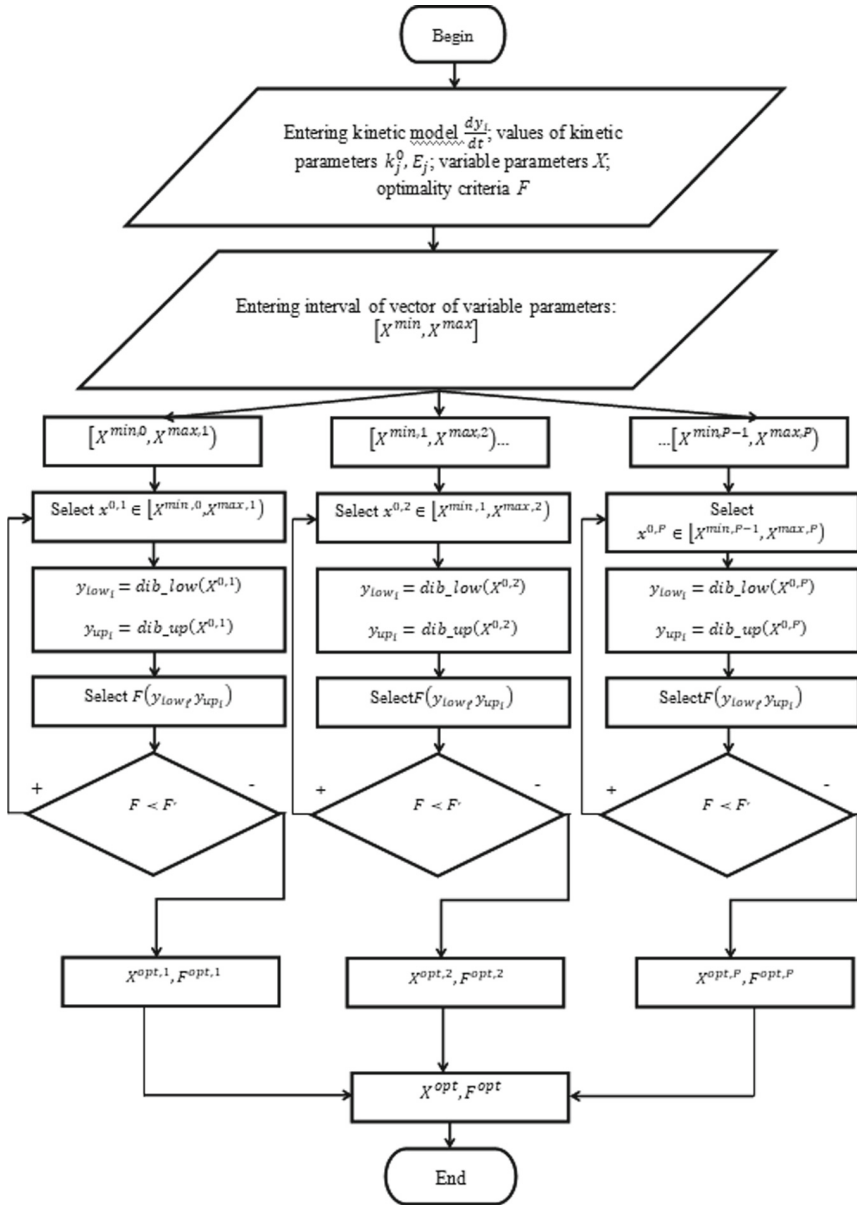 Begin
Entering kinetic model dyᵢ/dt; values of kinetic
parameters k_j^0, E_j; variable parameters X;
optimality criteria F
Entering interval of vector of variable parameters:
[X^min, X^max]
[X^min,0, X^max,1)
[X^min,1, X^max,2)...
...[X^min,P−1, X^max,P)
Select x^0,1 ∈ [X^min,0, X^max,1)
y_low_i = dib_low(X^0,1)
y_up_i = dib_up(X^0,1)
Select F(y_low_i, y_up_i)
+
-
F < F'
X^opt,1, F^opt,1
Select x^0,2 ∈ [X^min,1, X^max,2)
y_low_i = dib_low(X^0,2)
y_up_i = dib_up(X^0,2)
SelectF(y_low_i, y_up_i)
+
-
F < F'
X^opt,2, F^opt,2
Select
x^0,P ∈ [X^min,P−1, X^max,P)
y_low_i = dib_low(X^0,P)
y_up_i = dib_up(X^0,P)
SelectF(y_low_i, y_up_i)
+
-
F < F'
X^opt,P, F^opt,P
X^opt, F^opt
End